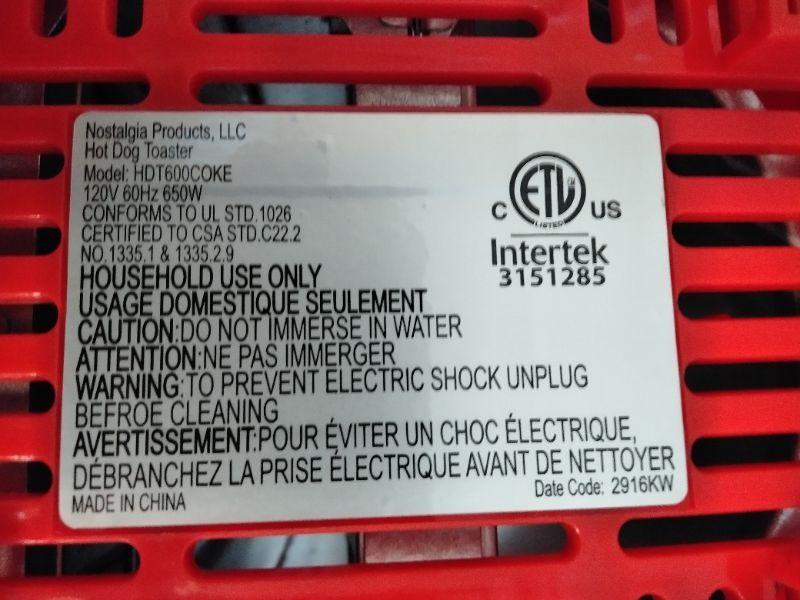 Nostalgia Products, LLC
Hot Dog Toaster
Model: HDT600COKE
120V 60Hz 650W
CONFORMS TO UL STD.1026
CERTIFIED TO CSA STD.C22.2
NO.1335.1 & 1335.2.9
HOUSEHOLD USE ONLY
USAGE DOMESTIQUE SEULEMENT
CAUTION:DO NOT IMMERSE IN WATER
ATTENTION:NE PAS IMMERGER
WARNING:TO PREVENT ELECTRIC SHOCK UNPLUG
BEFROE CLEANING
AVERTISSEMENT:POUR ÉVITER UN CHOC ÉLECTRIQUE,
DÉBRANCHEZ LA PRISE ÉLECTRIQUE AVANT DE NETTOYER
MADE IN CHINA
Date Code: 2916KW
ETL CM
LISTED
C US
Intertek
3151285